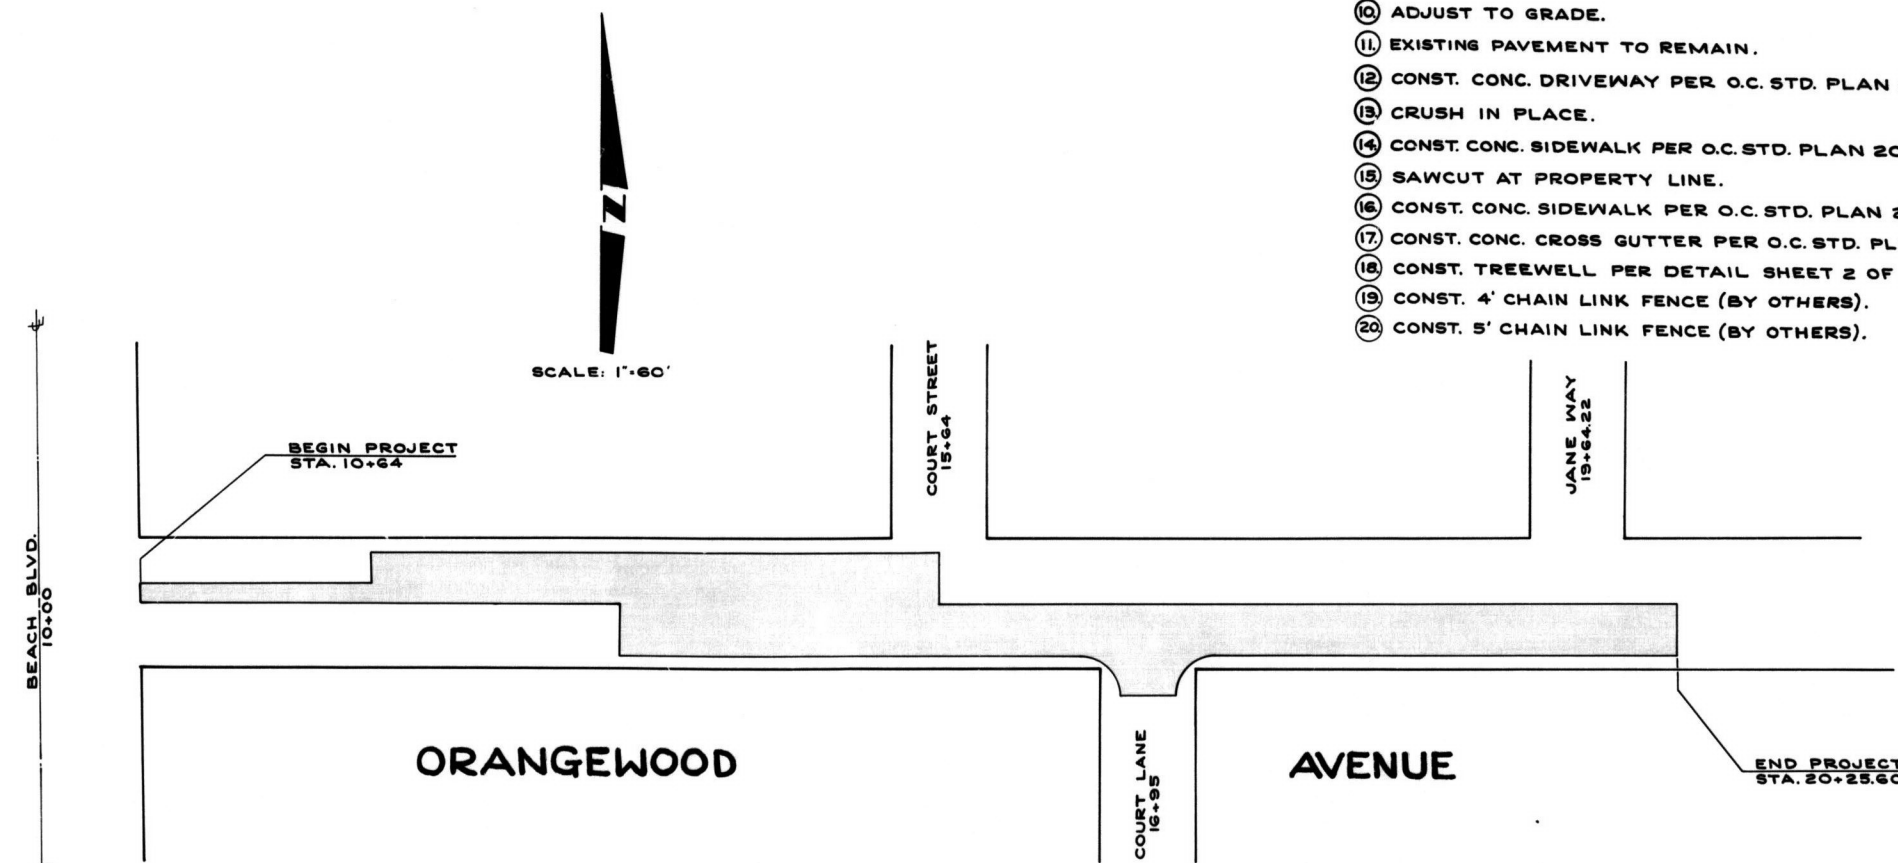 ⑩ ADJUST TO GRADE.
⑪ EXISTING PAVEMENT TO REMAIN.
⑫ CONST. CONC. DRIVEWAY PER O.C. STD. PLAN
⑬ CRUSH IN PLACE.
⑭ CONST. CONC. SIDEWALK PER O.C. STD. PLAN 20
⑮ SAWCUT AT PROPERTY LINE.
⑯ CONST. CONC. SIDEWALK PER O.C. STD. PLAN 2
⑰ CONST. CONC. CROSS GUTTER PER O.C. STD. PL
⑱ CONST. TREEWELL PER DETAIL SHEET 2 OF
⑲ CONST. 4' CHAIN LINK FENCE (BY OTHERS).
⑳ CONST. 5' CHAIN LINK FENCE (BY OTHERS).
N
SCALE: 1"=60'
℄
BEGIN PROJECT
STA. 10+64
COURT STREET
15+64
JANE WAY
19+64.22
BEACH BLVD.
10+00
ORANGEWOOD AVENUE
COURT LANE
16+95
END PROJECT
STA. 20+25.60